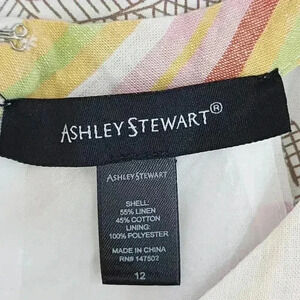 ASHLEY STEWART®
ASHLEY STEWART
SHELL:
55% LINEN
45% COTTON
LINING:
100% POLYESTER
MADE IN CHINA
RN# 147502
12